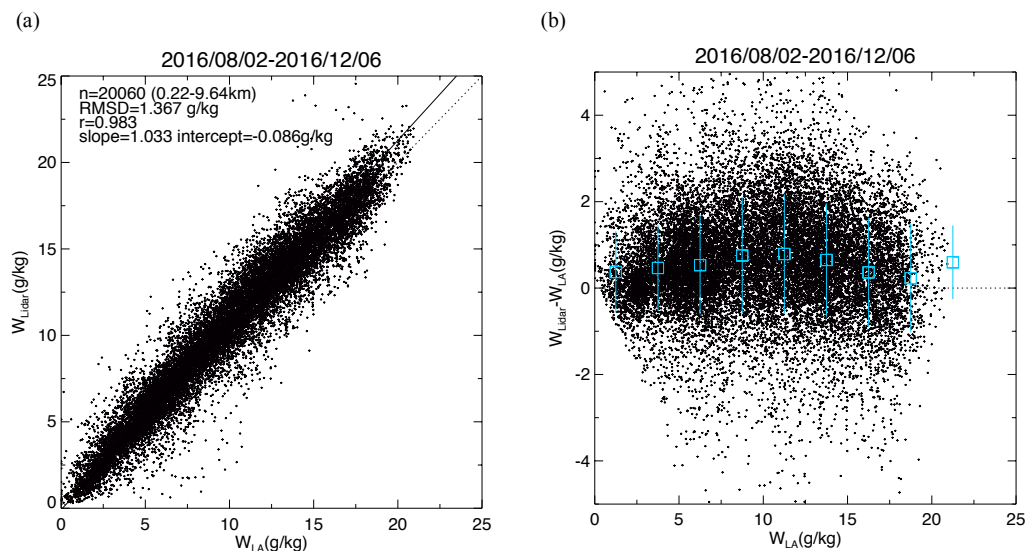 (a)
2016/08/02-2016/12/06
n=20060 (0.22-9.64km)
RMSD=1.367 g/kg
r=0.983
slope=1.033 intercept=-0.086g/kg
25
20
15
10
5
0
W_Lidar(g/kg)
0 5 10 15 20 25
W_LA(g/kg)
(b)
2016/08/02-2016/12/06
4
2
0
-2
-4
W_Lidar-W_LA(g/kg)
0 5 10 15 20 25
W_LA(g/kg)